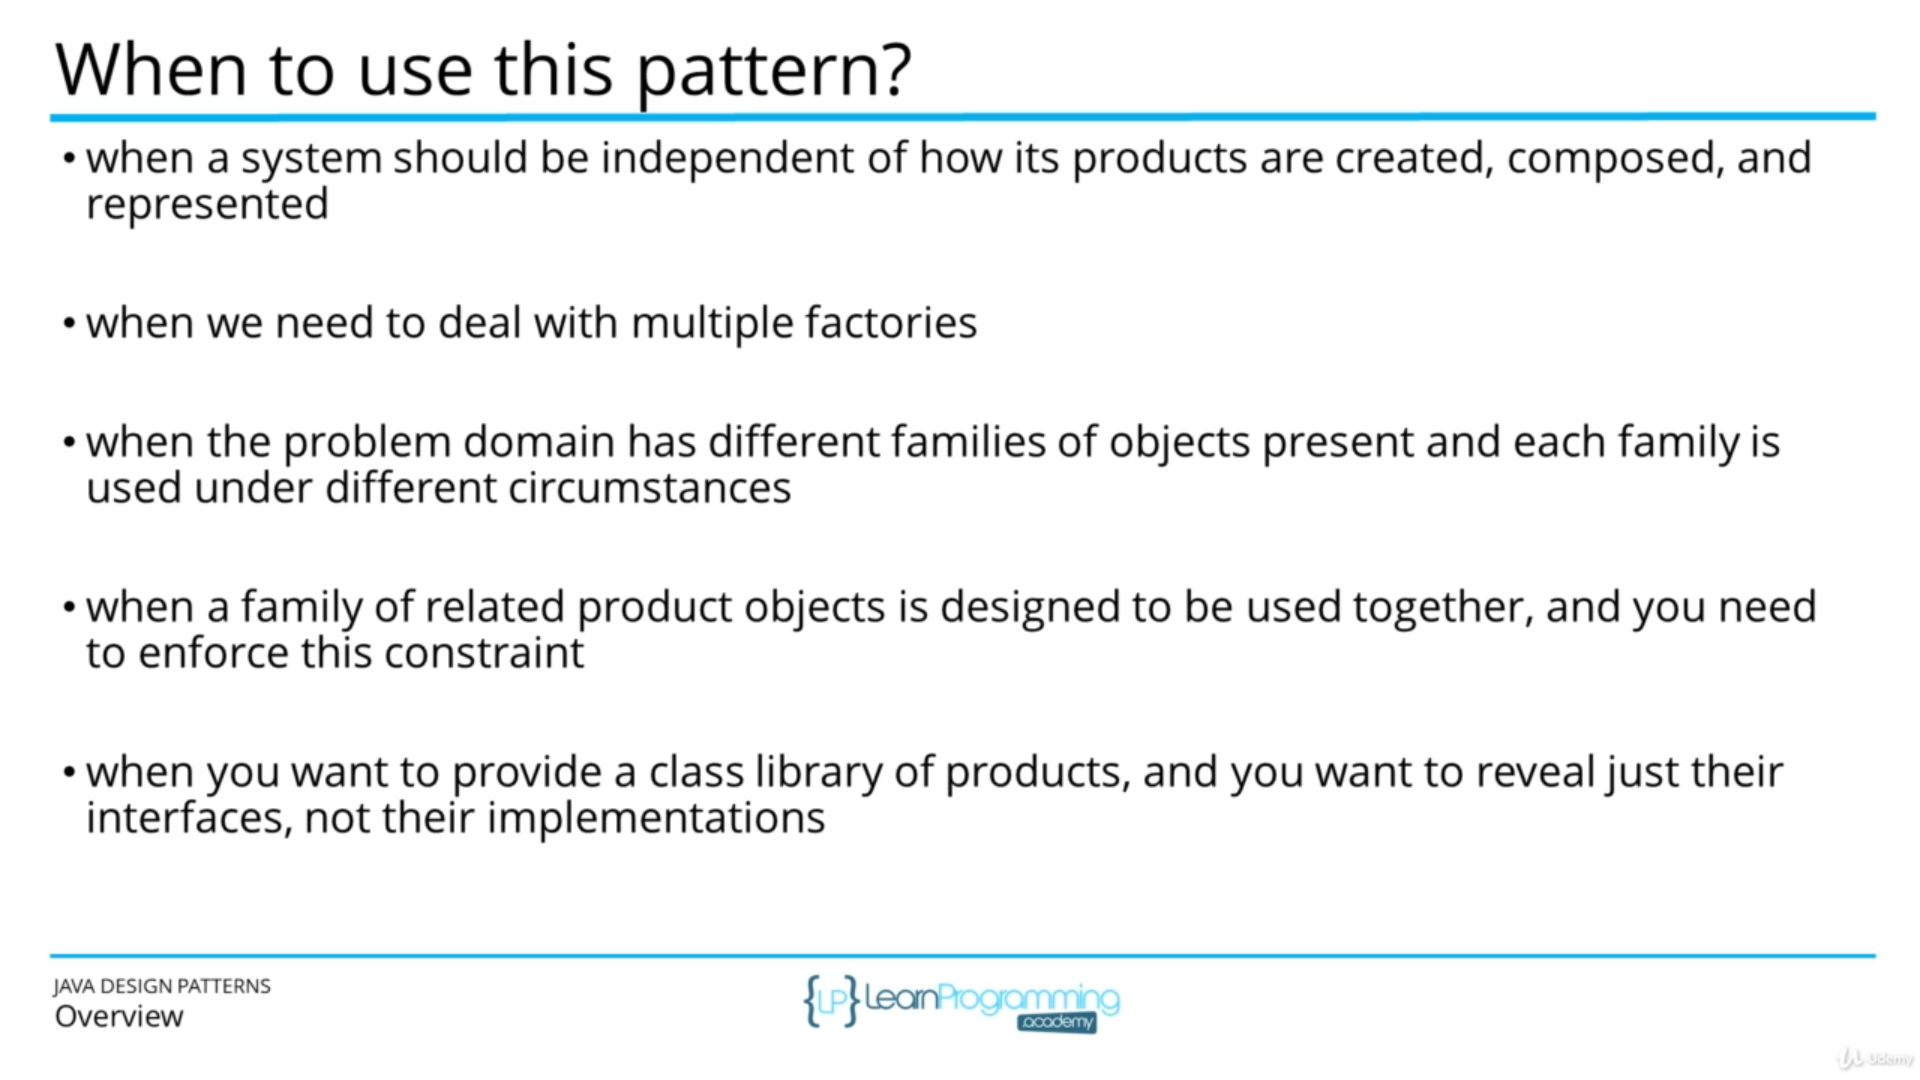 When to use this pattern?
• when a system should be independent of how its products are created, composed, and
represented
• when we need to deal with multiple factories
• when the problem domain has different families of objects present and each family is
used under different circumstances
• when a family of related product objects is designed to be used together, and you need
to enforce this constraint
• when you want to provide a class library of products, and you want to reveal just their
interfaces, not their implementations
JAVA DESIGN PATTERNS
Overview
{LP} LearnProgramming
academy
Udemy